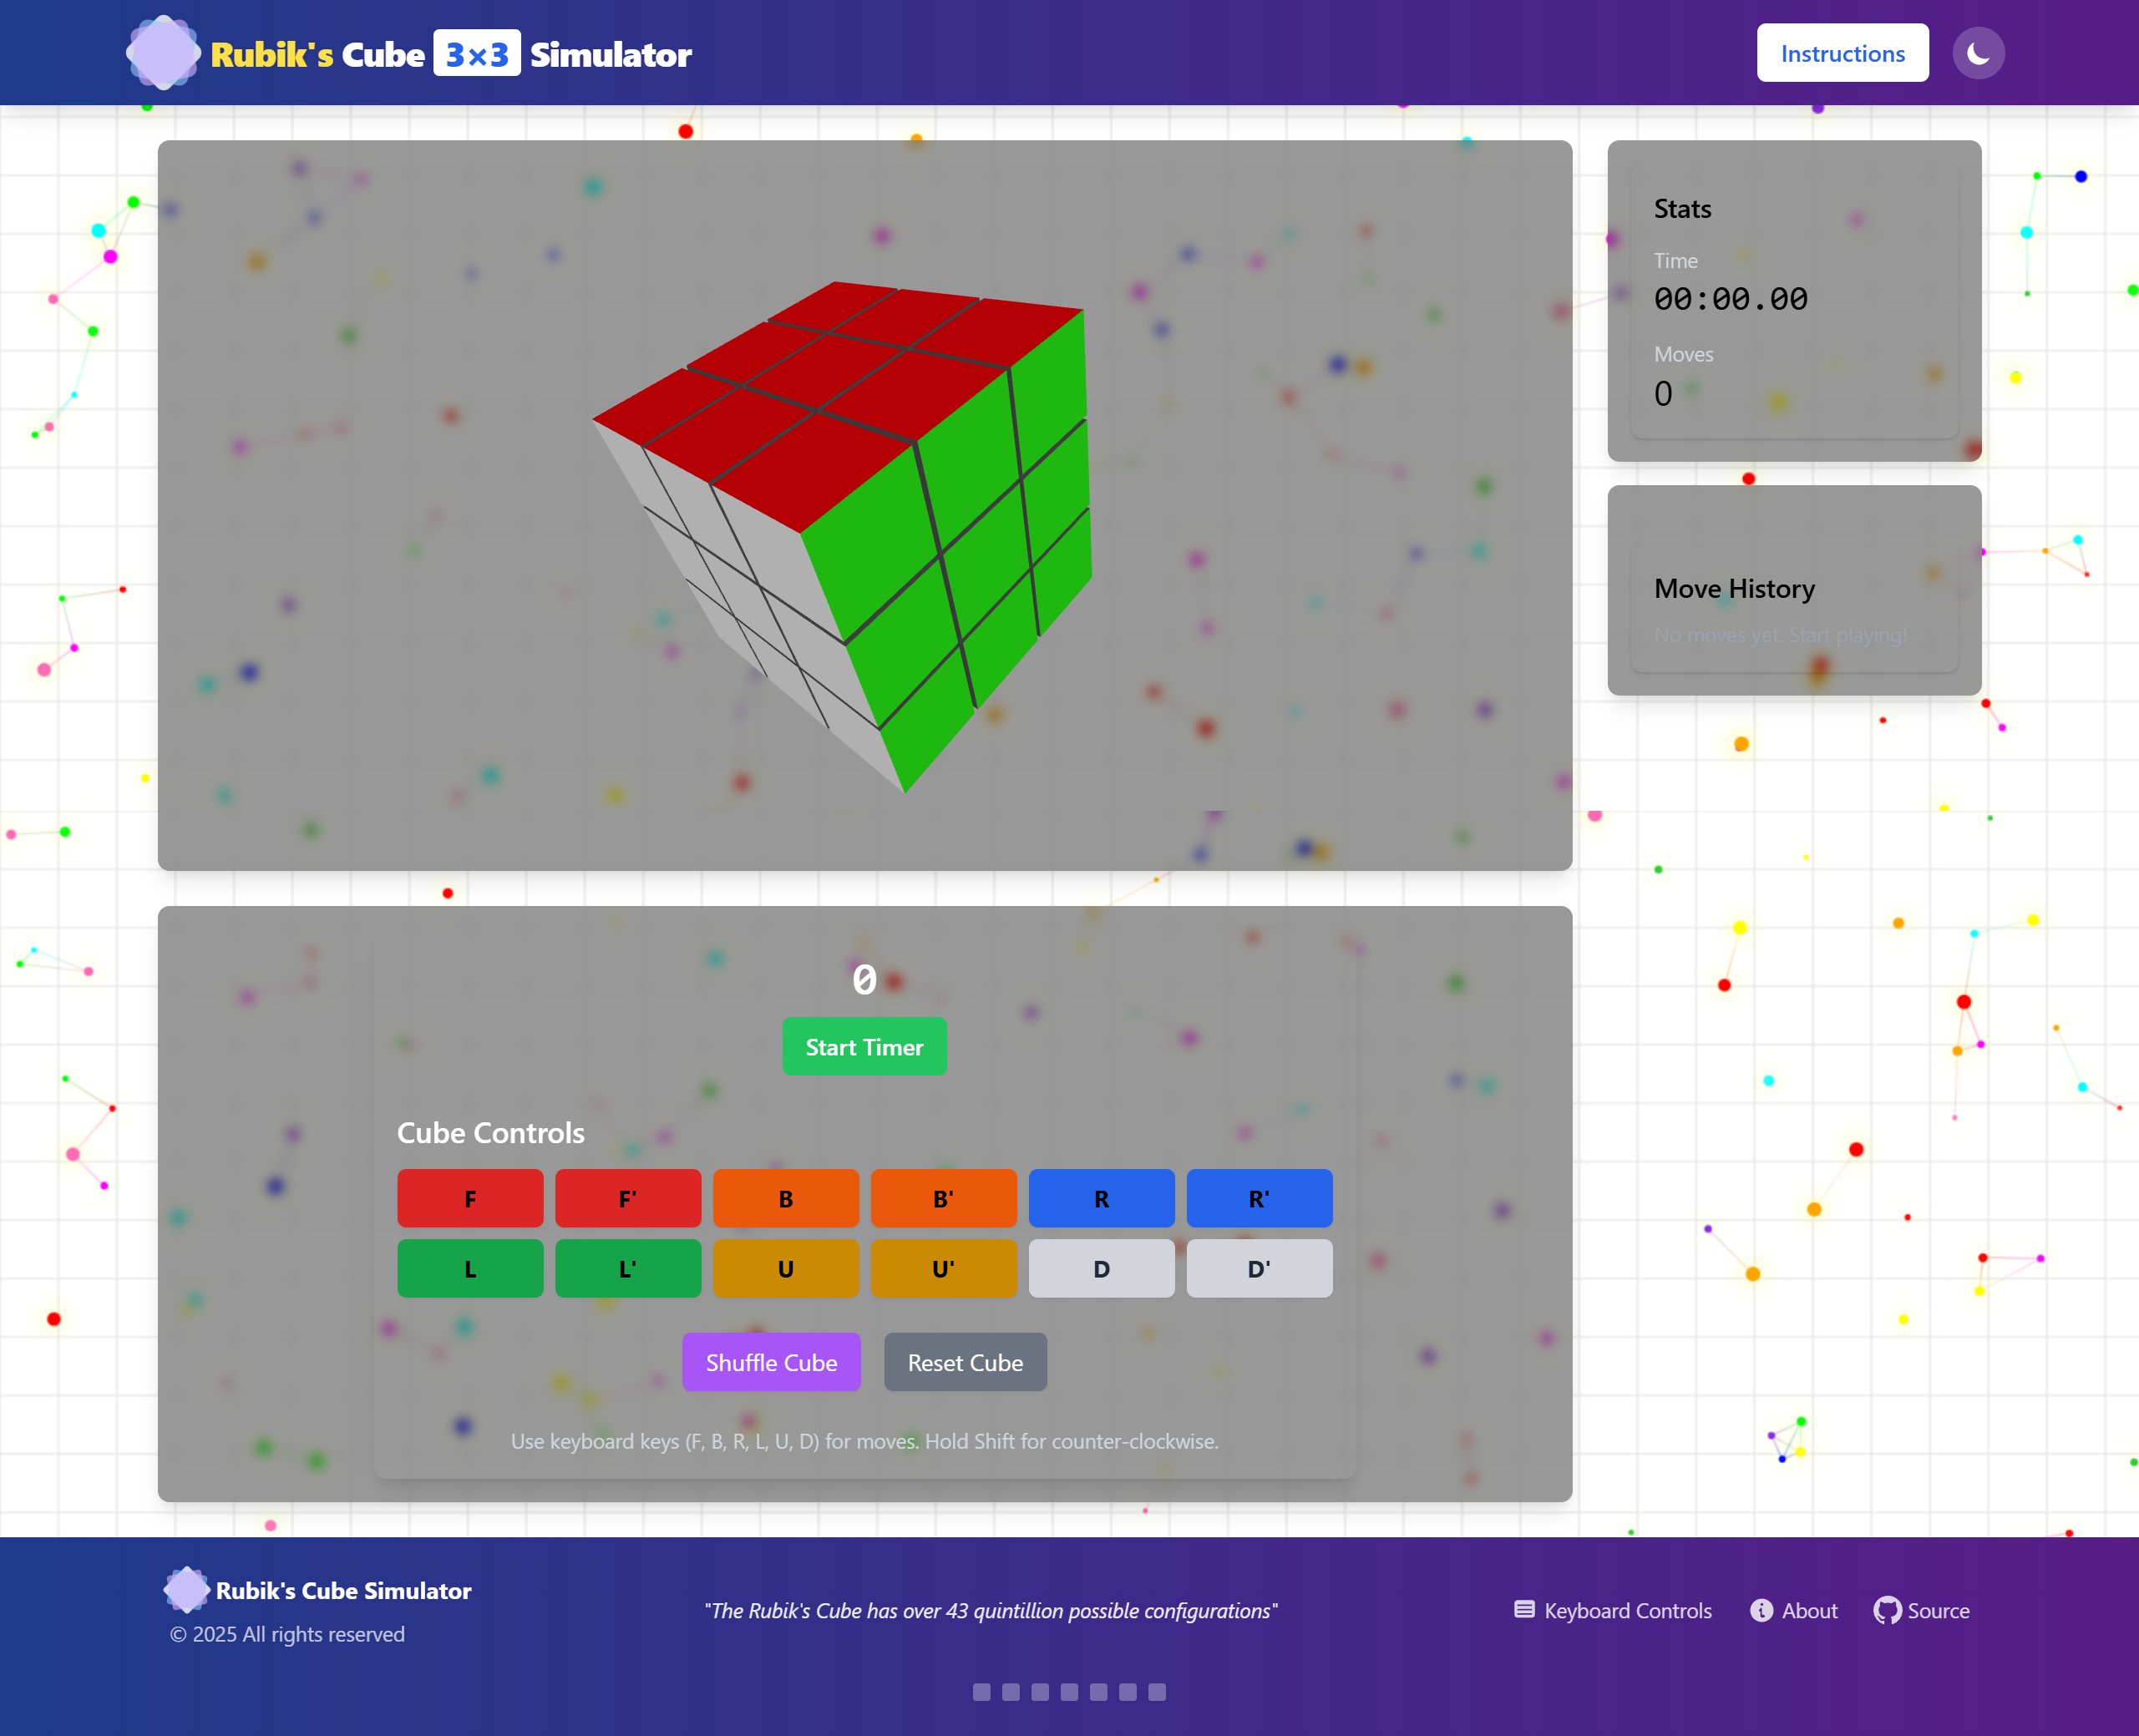 Rubik's Cube 3×3 Simulator
Instructions
Stats
Time
00:00.00
Moves
0
Move History
No moves yet. Start playing!
0
Start Timer
Cube Controls
F F' B B' R R'
L L' U U' D D'
Shuffle Cube Reset Cube
Use keyboard keys (F, B, R, L, U, D) for moves. Hold Shift for counter-clockwise.
Rubik's Cube Simulator
© 2025 All rights reserved
"The Rubik's Cube has over 43 quintillion possible configurations"
Keyboard Controls About Source